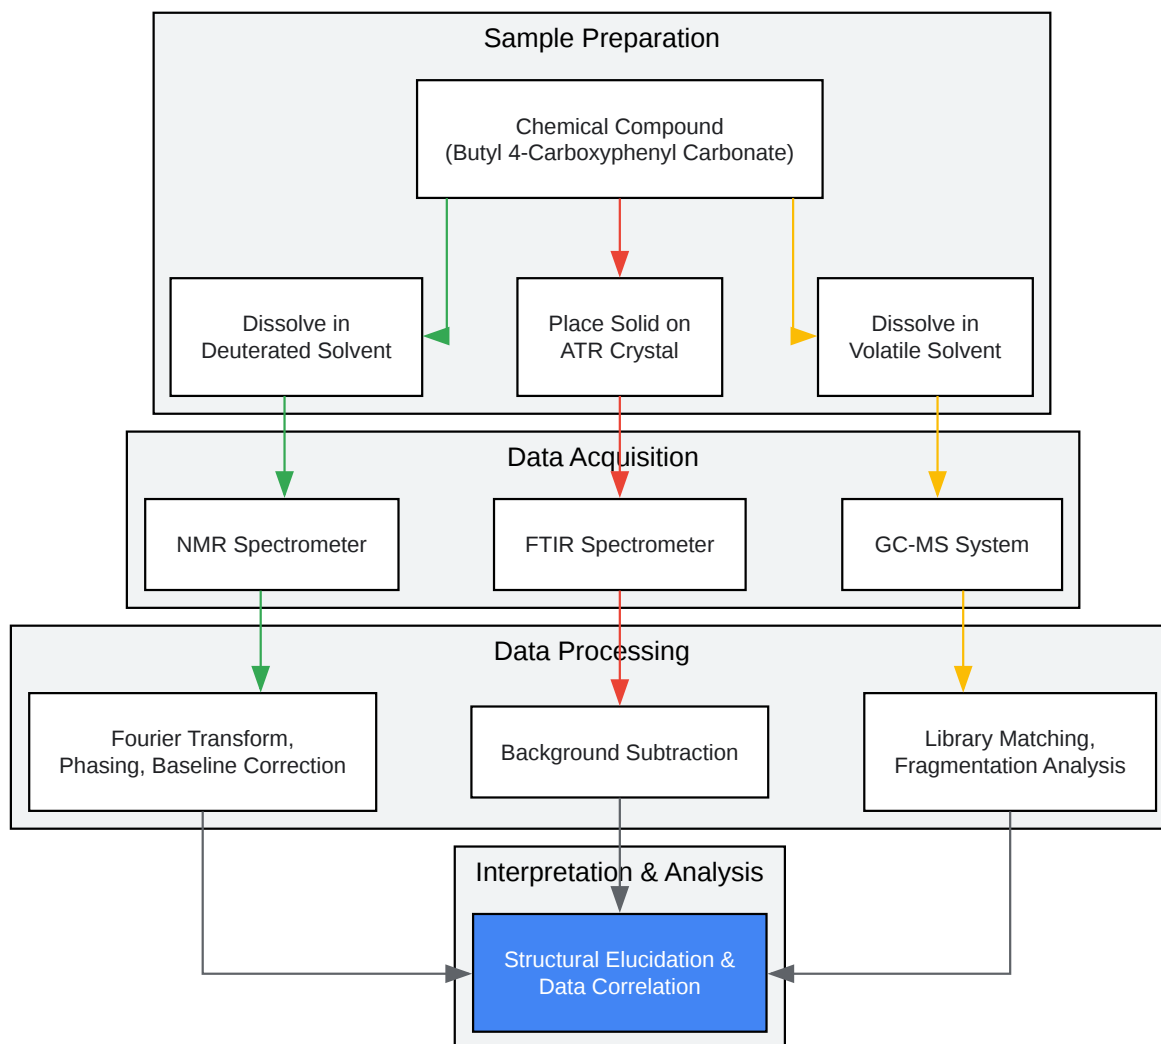 Sample Preparation
Chemical Compound
(Butyl 4-Carboxyphenyl Carbonate)
Dissolve in
Deuterated Solvent
Place Solid on
ATR Crystal
Dissolve in
Volatile Solvent
Data Acquisition
NMR Spectrometer
FTIR Spectrometer
GC-MS System
Data Processing
Fourier Transform,
Phasing, Baseline Correction
Background Subtraction
Library Matching,
Fragmentation Analysis
Interpretation & Analysis
Structural Elucidation &
Data Correlation